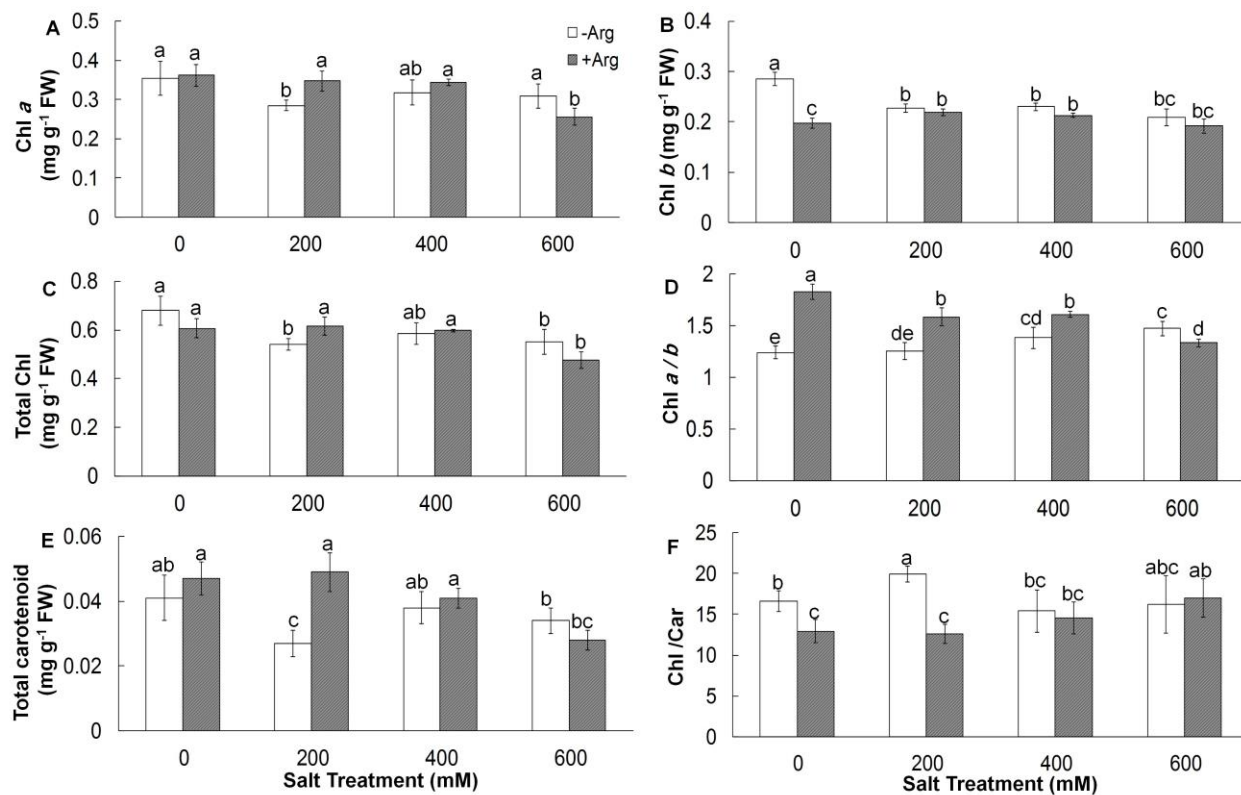 A
0.5
0.4
0.3
0.2
0.1
0
Chl a
(mg g-1 FW)
a a b a ab a a b
-Arg
+Arg
0 200 400 600
B
0.4
0.3
0.2
0.1
0
Chl b (mg g-1 FW)
a c b b b b bc bc
0 200 400 600
C
0.8
0.6
0.4
0.2
0
Total Chl
(mg g-1 FW)
a a b a ab a b b
0 200 400 600
D
2
1.5
1
0.5
0
Chl a / b
e a de b cd b c d
0 200 400 600
E
0.06
0.04
0.02
0
Total carotenoid
(mg g-1 FW)
ab a c a ab a b bc
0 200 400 600
Salt Treatment (mM)
F
25
20
15
10
5
0
Chl /Car
b c a c bc bc abc ab
0 200 400 600
Salt Treatment (mM)